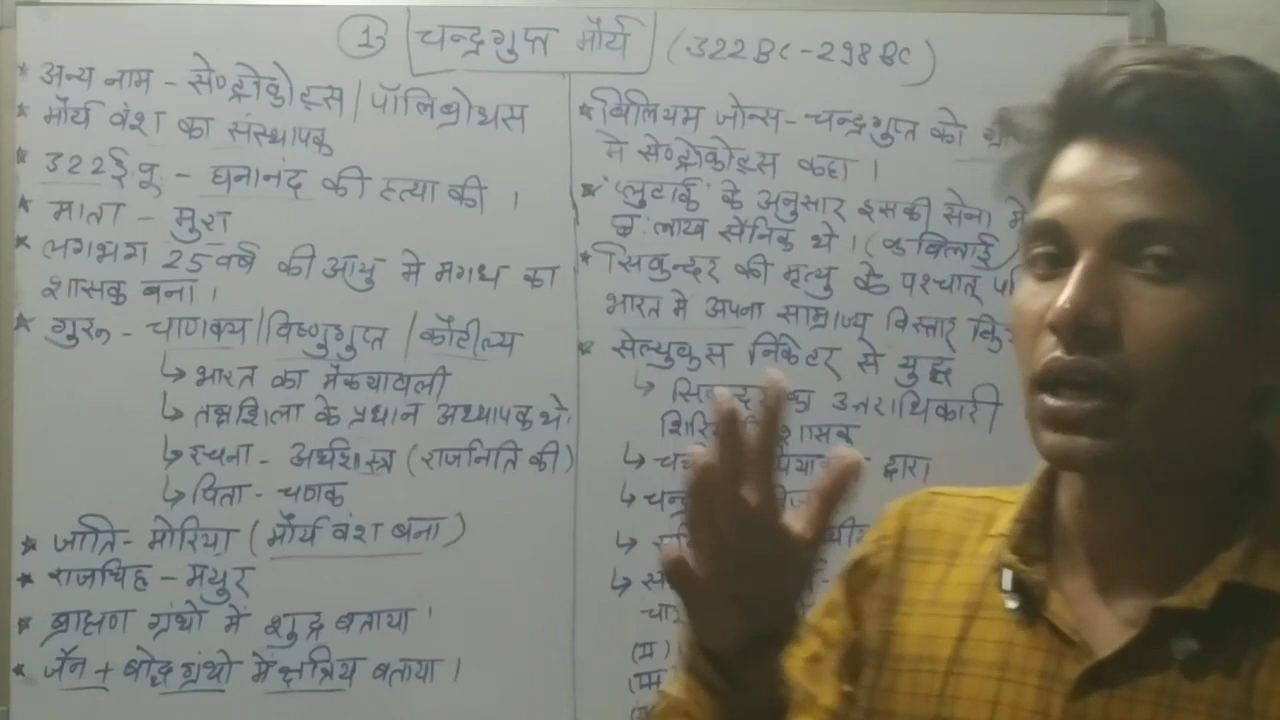 1 चन्द्रगुप्त मौर्य (322 BC - 298 BC)
* अन्य नाम - सेण्ड्रोकोट्स / पॉलिब्रोथस
* मौर्य वंश का संस्थापक
* 322 ई.पू. - घनानंद की हत्या की ।
* माता - मुरा
* लगभग 25 वर्ष की आयु मे मगध का
शासक बना ।
* गुरू - चाणक्य / विष्णुगुप्त / कौटील्य
↳ भारत का मैकयावली
↳ तक्षशिला के प्रधान अध्यापक थे
↳ रचना - अर्थशास्त्र (राजनिति की)
↳ पिता - चणक
* जाति - मोरिया (मौर्य वंश बना)
* राजचिह - मयुर
* ब्राह्मण ग्रंथो में शुद्र बताया ।
* जैन + बोद्ध ग्रंथो में क्षत्रिय बताया ।
* विलियम जोन्स - चन्द्रगुप्त को
मे सेण्ड्रोकोट्स कहा ।
* प्लुटार्क के अनुसार इसकी सेना मे
छः लाख सैनिक थे ।
* सिकुन्दर की मृत्यु के पश्चात्
भारत मे अपना साम्राज्य विस्तार
* सेल्युकुस निकेटर से युद्ध
↳ का उत्तराधिकारी
शासक
↳ द्वारा
↳
↳
↳